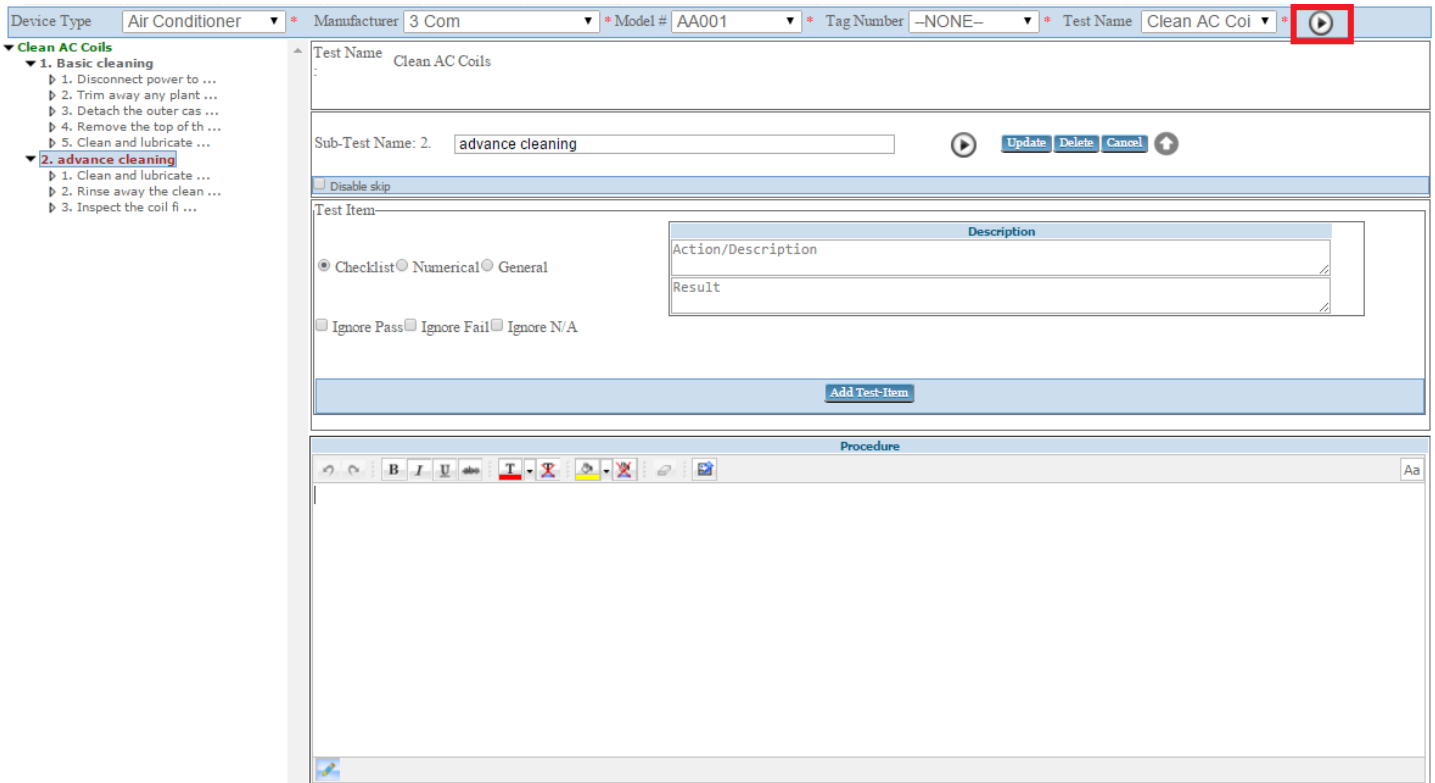 Device Type Air Conditioner * Manufacturer 3 Com * Model # AA001 * Tag Number --NONE-- * Test Name Clean AC Coi *
Clean AC Coils
1. Basic cleaning
1. Disconnect power to ...
2. Trim away any plant ...
3. Detach the outer cas ...
4. Remove the top of th ...
5. Clean and lubricate ...
2. advance cleaning
1. Clean and lubricate ...
2. Rinse away the clean ...
3. Inspect the coil fi ...
Test Name : Clean AC Coils
Sub-Test Name: 2. advance cleaning Update Delete Cancel
Disable skip
Test Item
Description
Action/Description
Checklist Numerical General
Result
Ignore Pass Ignore Fail Ignore N/A
Add Test-Item
Procedure
B I U abc T T Aa